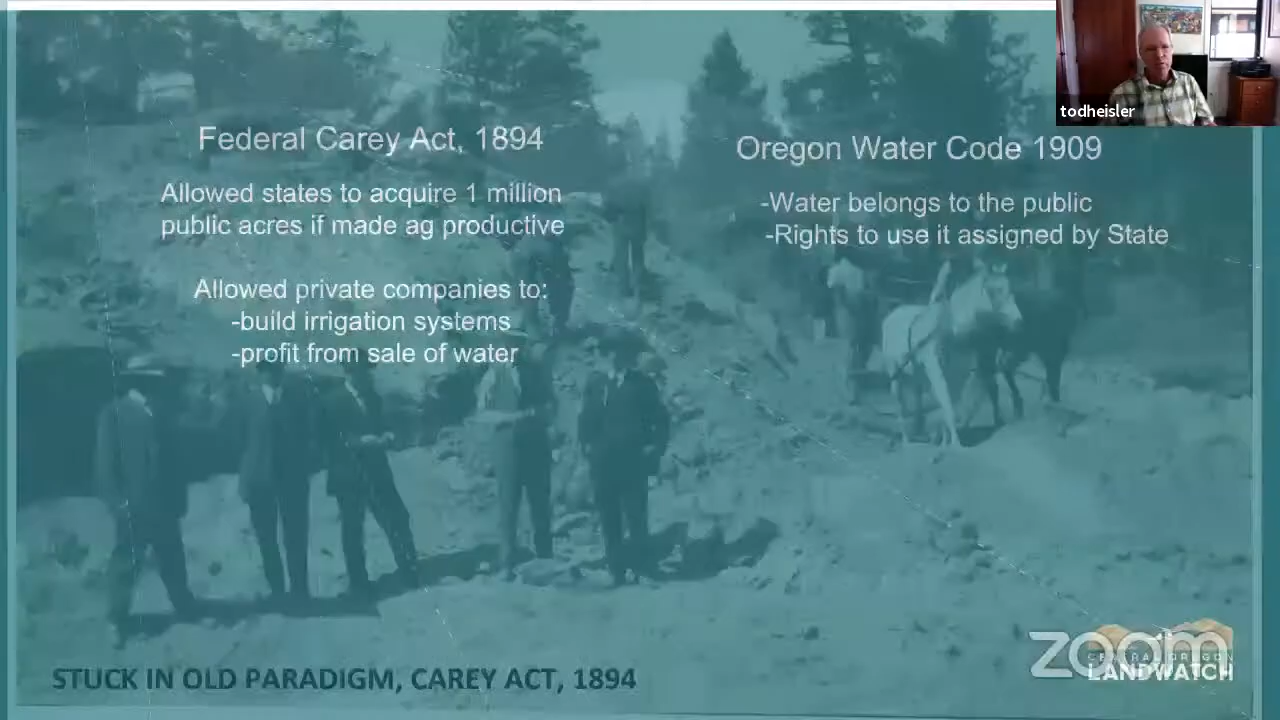 todheisler
Federal Carey Act, 1894
Allowed states to acquire 1 million
public acres if made ag productive
Allowed private companies to:
-build irrigation systems
-profit from sale of water
Oregon Water Code 1909
-Water belongs to the public
-Rights to use it assigned by State
STUCK IN OLD PARADIGM, CAREY ACT, 1894
zoom
CENTRAL OREGON
LANDWATCH